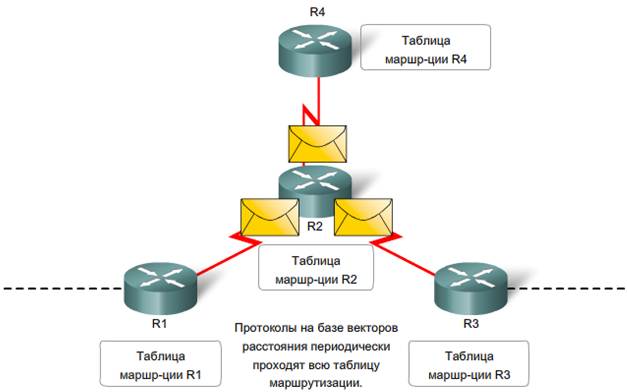 R4
Таблица
маршр-ции R4
R2
Таблица
маршр-ции R2
R1
R3
Протоколы на базе векторов
расстояния периодически
проходят всю таблицу
маршрутизации.
Таблица
маршр-ции R1
Таблица
маршр-ции R3